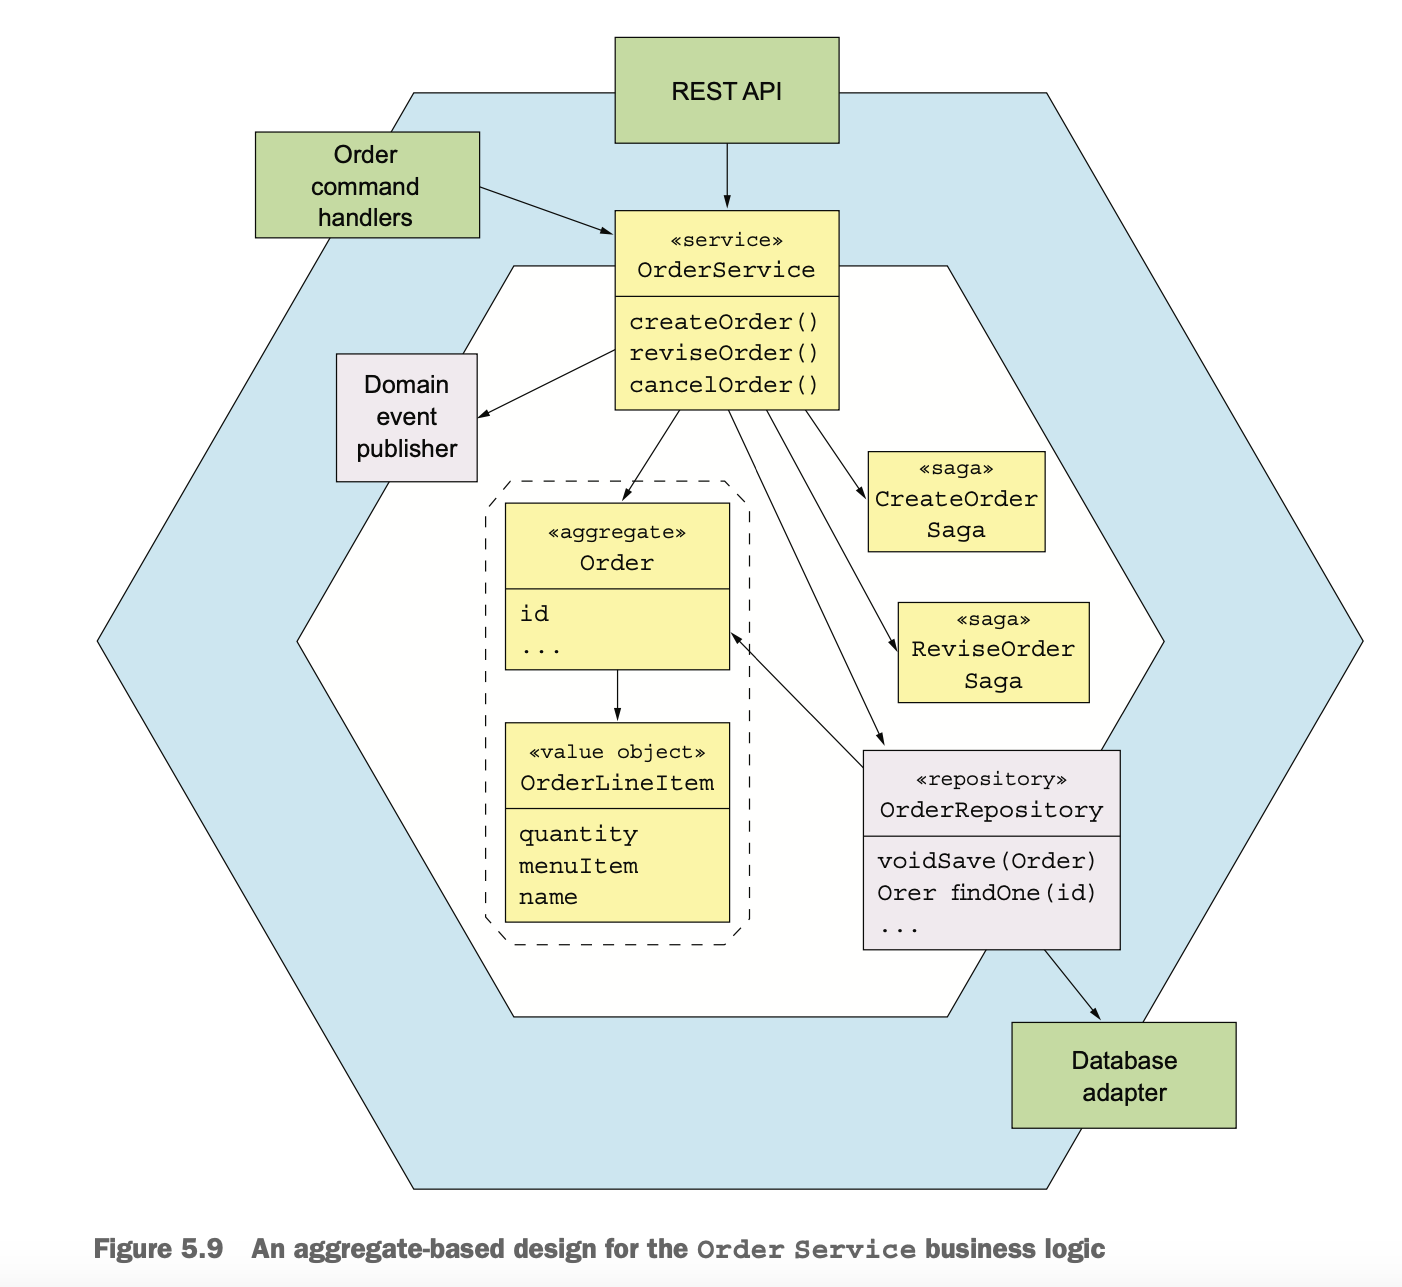 REST API
Order
command
handlers
«service»
OrderService
createOrder()
reviseOrder()
cancelOrder()
Domain
event
publisher
«saga»
CreateOrder
Saga
«aggregate»
Order
id
...
«saga»
ReviseOrder
Saga
«value object»
OrderLineItem
quantity
menuItem
name
«repository»
OrderRepository
voidSave(Order)
Orer findOne(id)
...
Database
adapter
Figure 5.9 An aggregate-based design for the Order Service business logic